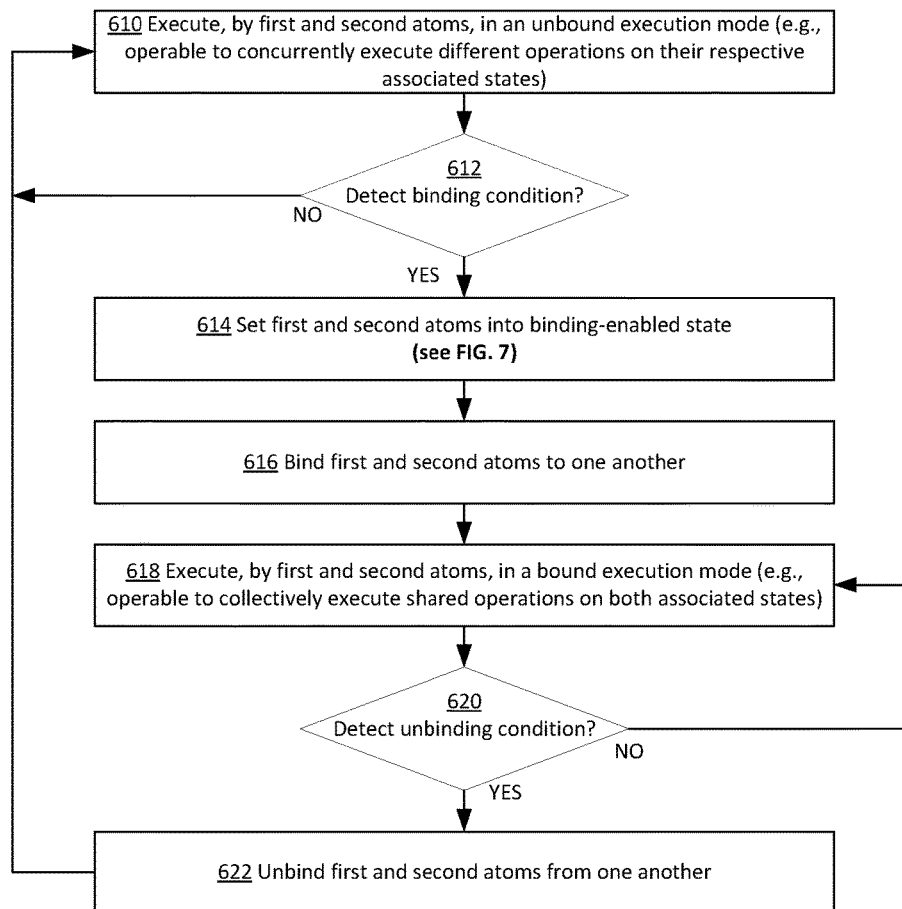 610 Execute, by first and second atoms, in an unbound execution mode (e.g.,
operable to concurrently execute different operations on their respective
associated states)
612
Detect binding condition?
NO
YES
614 Set first and second atoms into binding-enabled state
(see FIG. 7)
616 Bind first and second atoms to one another
618 Execute, by first and second atoms, in a bound execution mode (e.g.,
operable to collectively execute shared operations on both associated states)
620
Detect unbinding condition?
NO
YES
622 Unbind first and second atoms from one another